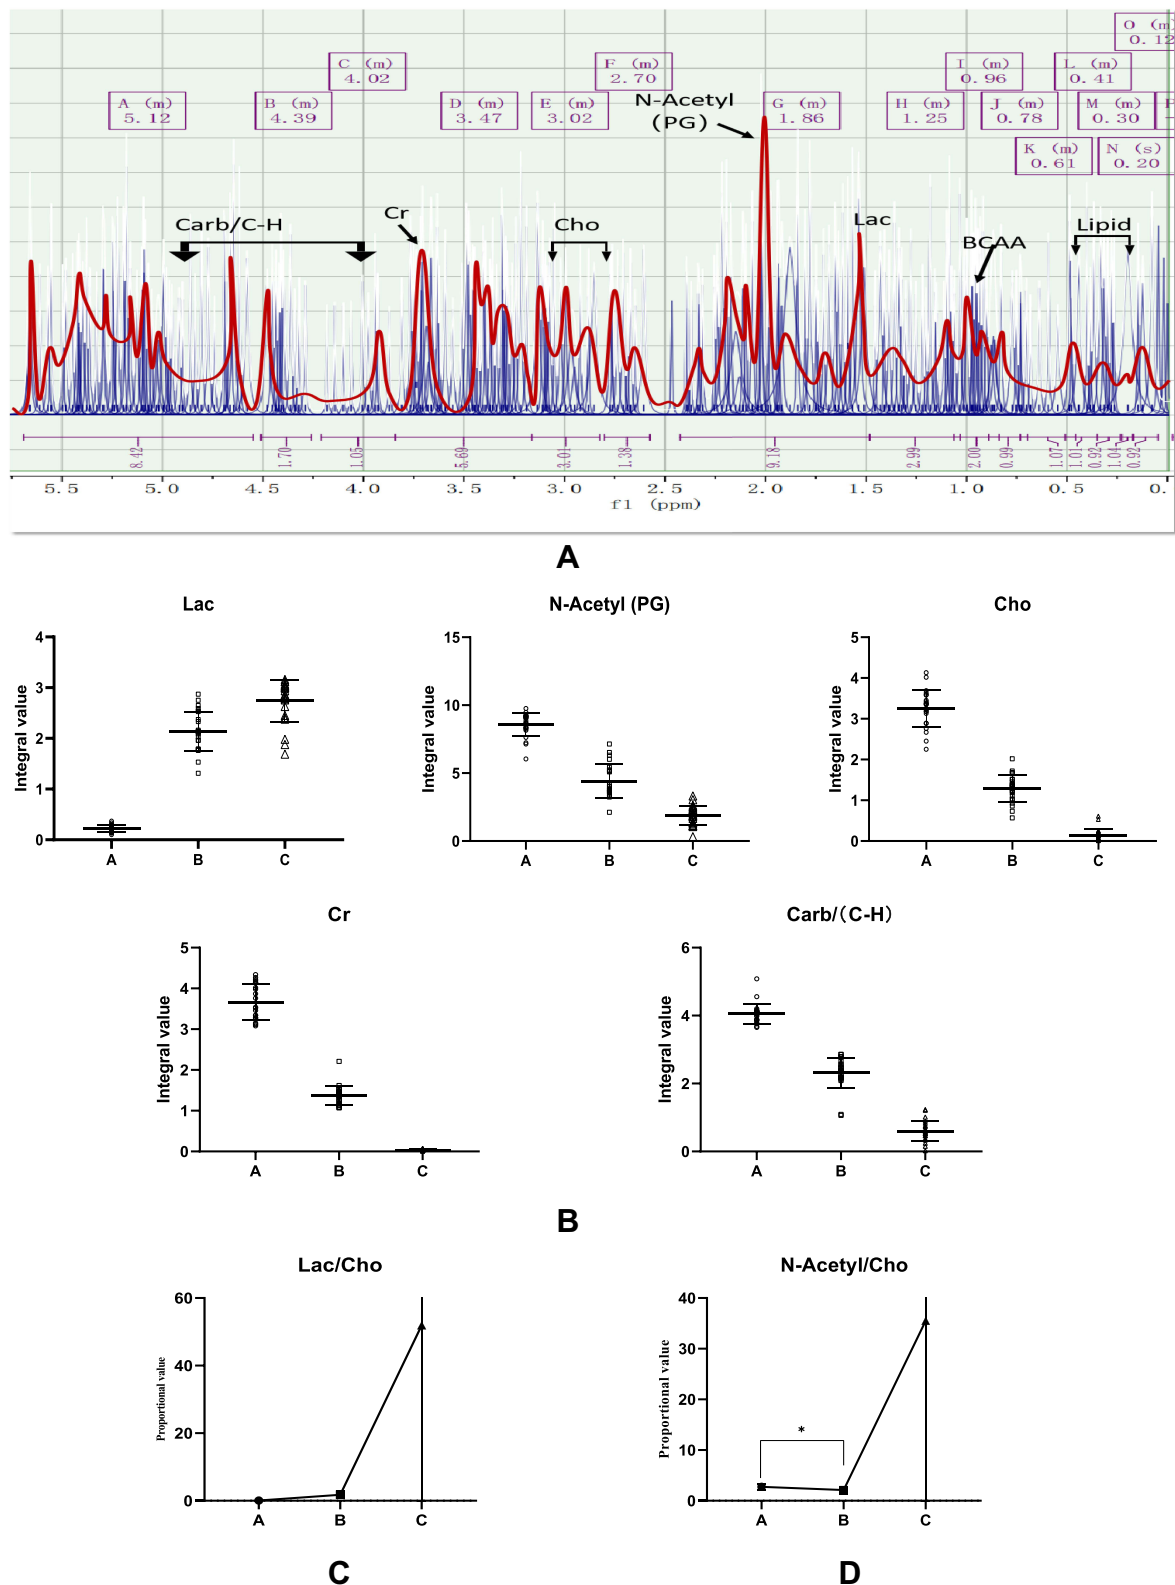 O (m)
0.12
C (m)
4.02
F (m)
2.70
I (m)
0.96
L (m)
0.41
A (m)
5.12
B (m)
4.39
D (m)
3.47
E (m)
3.02
N-Acetyl
(PG)
G (m)
1.86
H (m)
1.25
J (m)
0.78
M (m)
0.30
K (m)
0.61
N (s)
0.20
Carb/C-H
Cr
Cho
Lac
BCAA
Lipid
8.42
1.70
1.05
5.69
3.01
1.38
9.18
2.99
2.00
0.99
1.07
1.01
0.92
1.04
0.92
5.5 5.0 4.5 4.0 3.5 3.0 2.5 2.0 1.5 1.0 0.5 0.
f1 (ppm)
A
Lac
Integral value
4
3
2
1
0
A B C
N-Acetyl (PG)
Integral value
15
10
5
0
A B C
Cho
Integral value
5
4
3
2
1
0
A B C
Cr
Integral value
5
4
3
2
1
0
A B C
Carb/(C-H)
Integral value
6
4
2
0
A B C
B
Lac/Cho
Proportional value
60
40
20
0
A B C
C
N-Acetyl/Cho
Proportional value
40
30
20
10
0
*
A B C
D